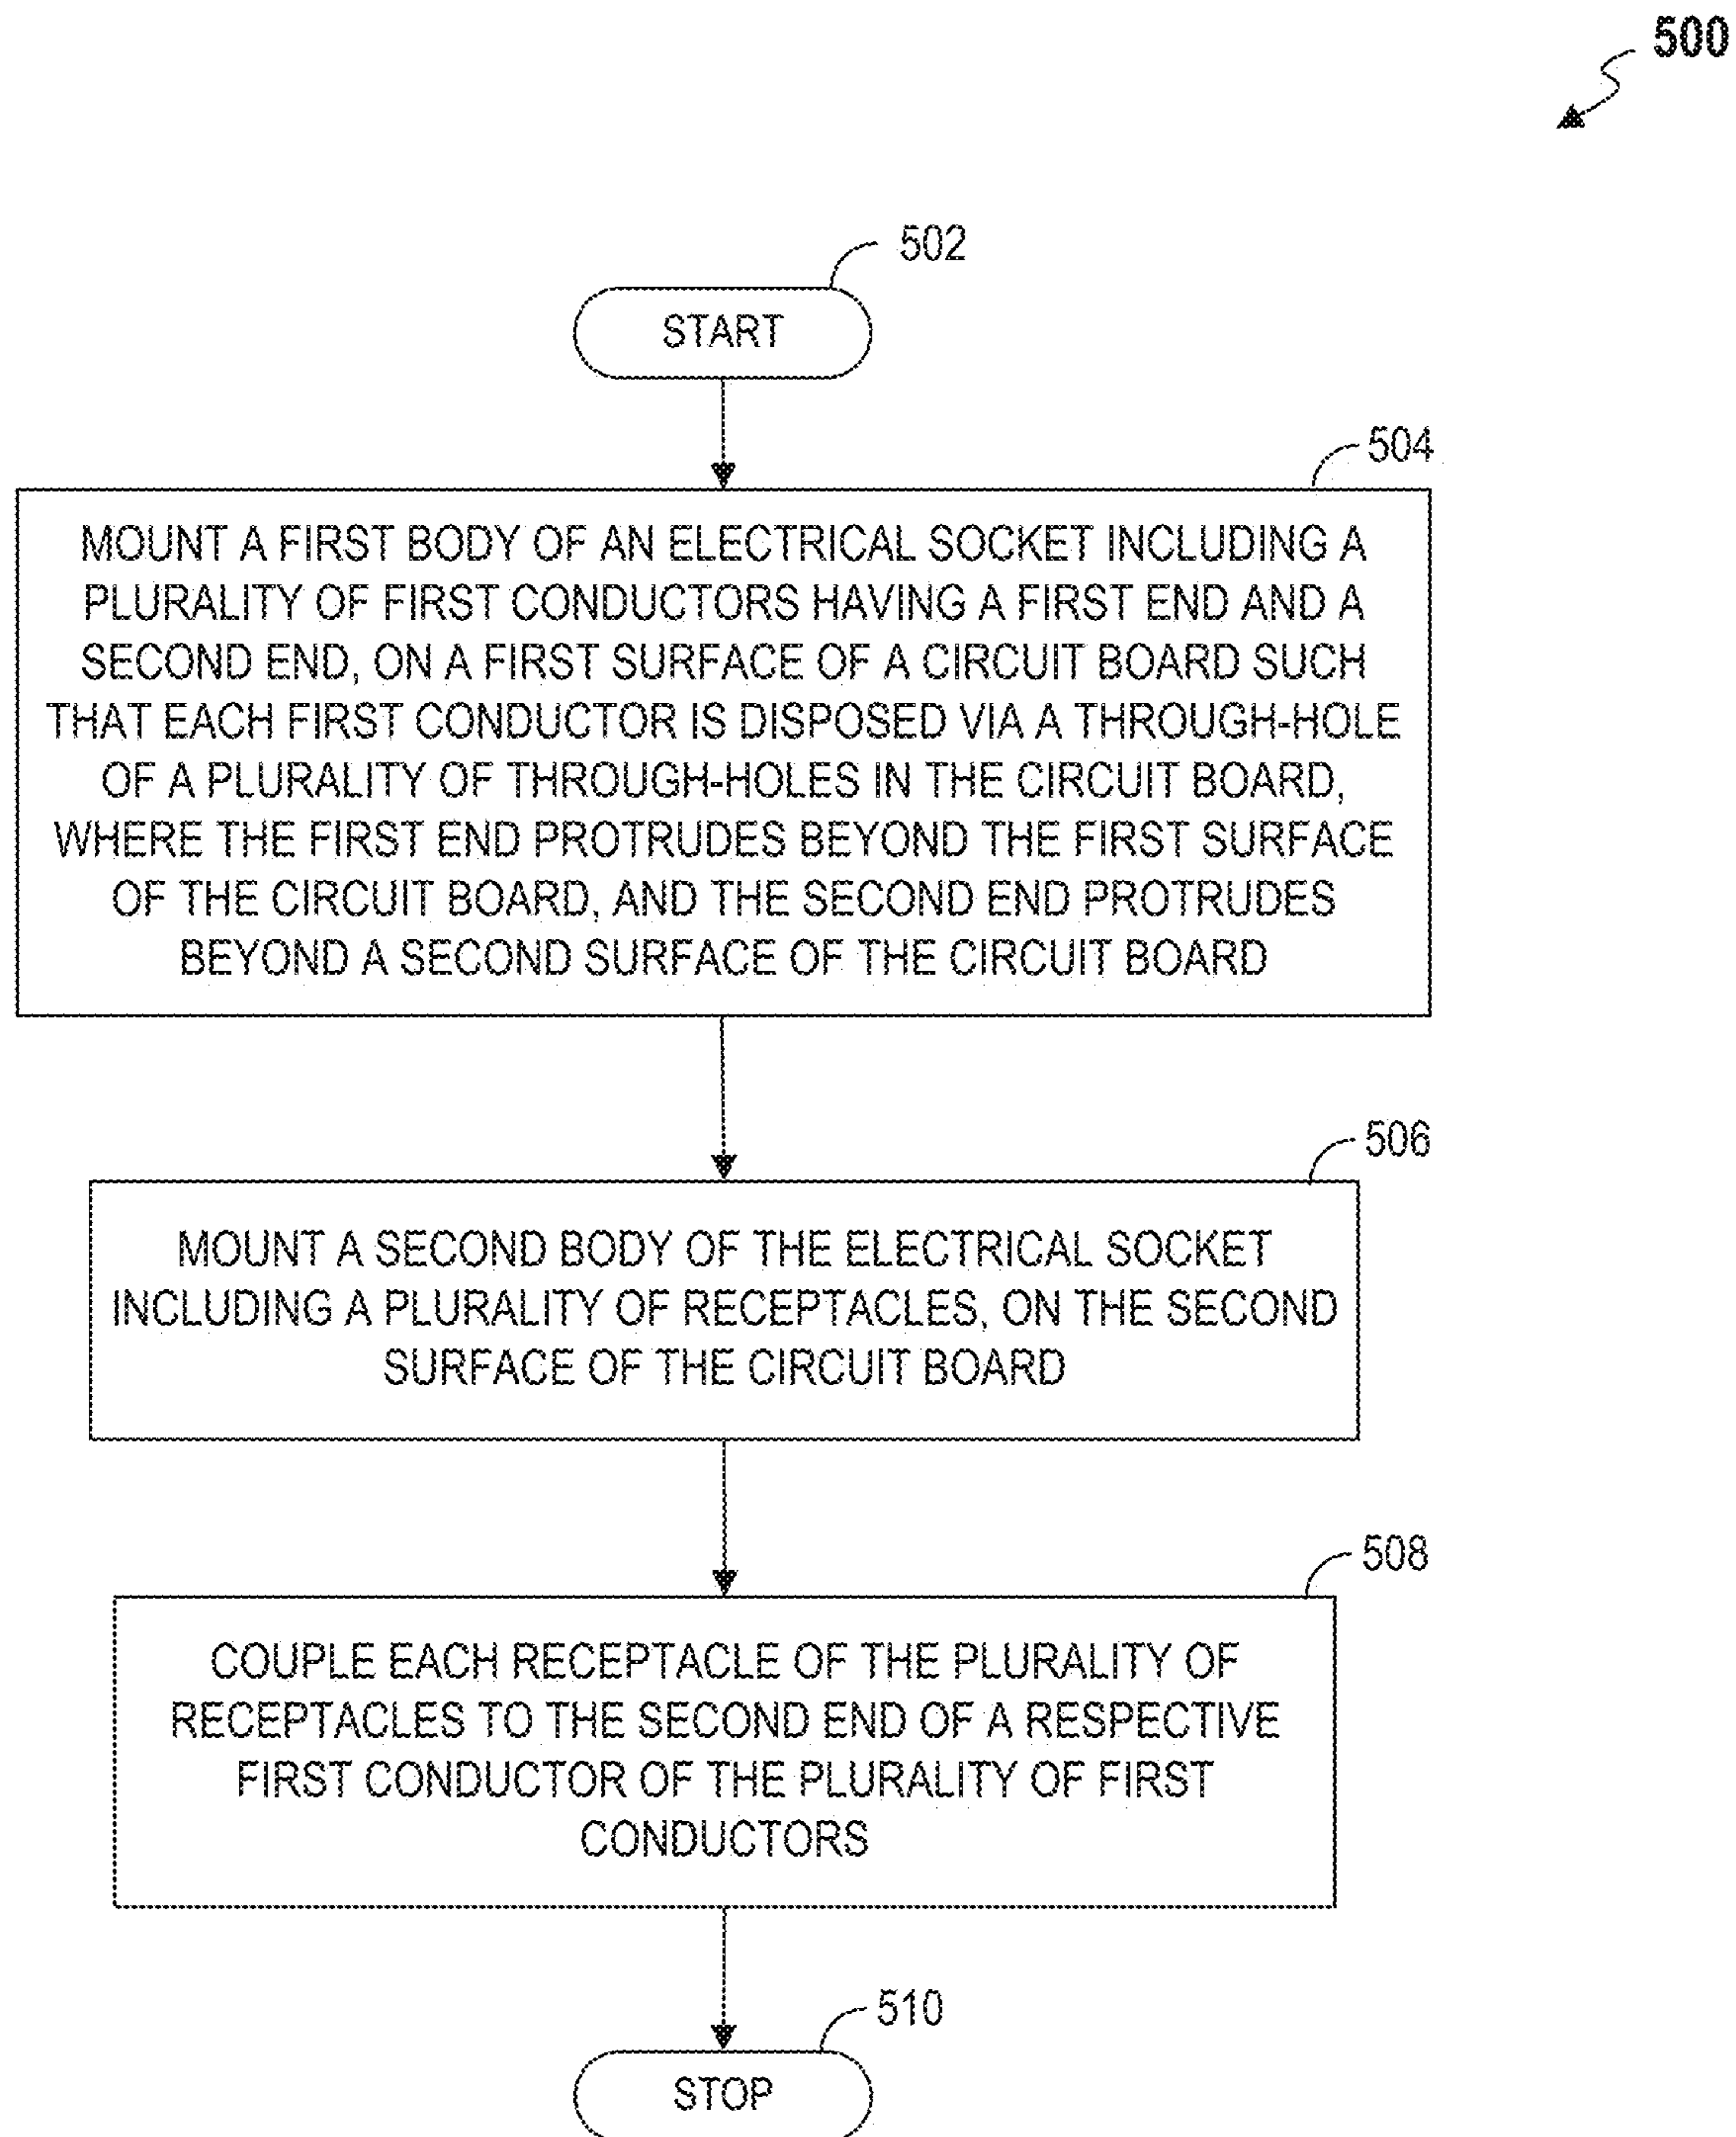 500
502
START
504
MOUNT A FIRST BODY OF AN ELECTRICAL SOCKET INCLUDING A
PLURALITY OF FIRST CONDUCTORS HAVING A FIRST END AND A
SECOND END, ON A FIRST SURFACE OF A CIRCUIT BOARD SUCH
THAT EACH FIRST CONDUCTOR IS DISPOSED VIA A THROUGH-HOLE
OF A PLURALITY OF THROUGH-HOLES IN THE CIRCUIT BOARD,
WHERE THE FIRST END PROTRUDES BEYOND THE FIRST SURFACE
OF THE CIRCUIT BOARD, AND THE SECOND END PROTRUDES
BEYOND A SECOND SURFACE OF THE CIRCUIT BOARD
506
MOUNT A SECOND BODY OF THE ELECTRICAL SOCKET
INCLUDING A PLURALITY OF RECEPTACLES, ON THE SECOND
SURFACE OF THE CIRCUIT BOARD
508
COUPLE EACH RECEPTACLE OF THE PLURALITY OF
RECEPTACLES TO THE SECOND END OF A RESPECTIVE
FIRST CONDUCTOR OF THE PLURALITY OF FIRST
CONDUCTORS
510
STOP